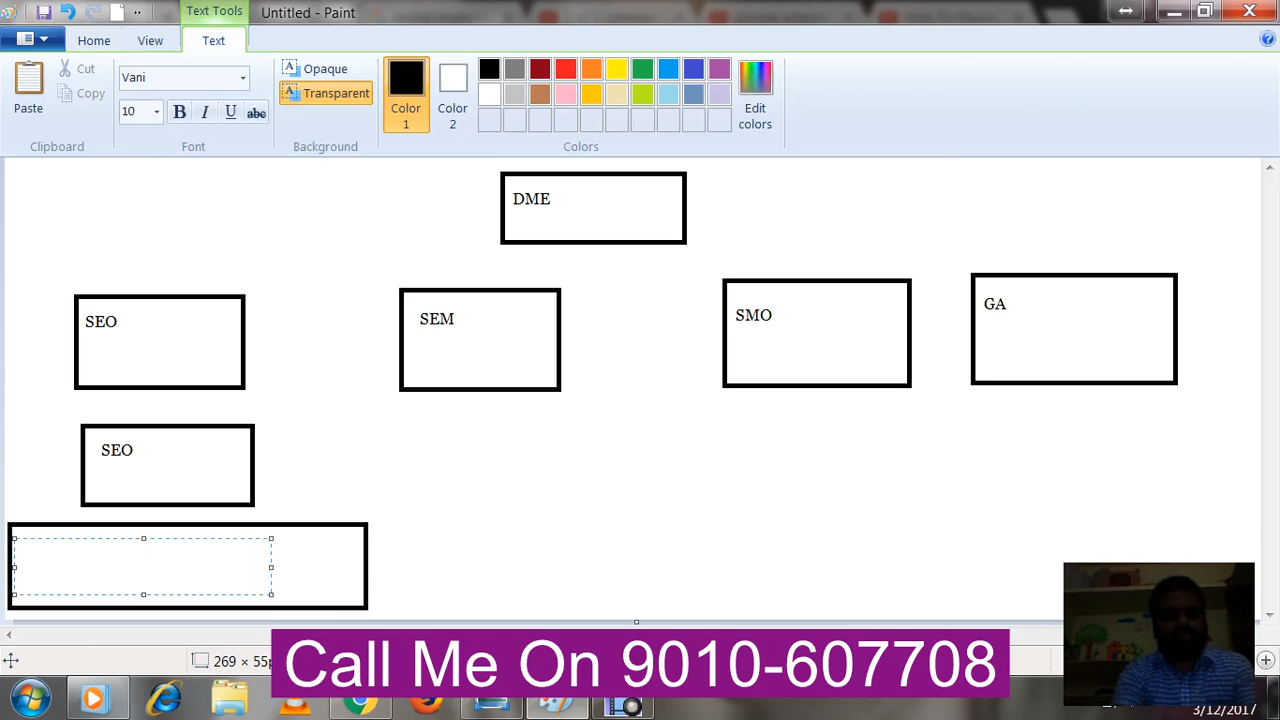 Text Tools
Untitled - Paint
Home
View
Text
Paste
Cut
Copy
Clipboard
Vani
10
B I U abc
Font
Opaque
Transparent
Background
Color 1
Color 2
Edit colors
Colors
DME
SEO
SEM
SMO
GA
SEO
269 × 55p
Call Me On 9010-607708
3/12/2017